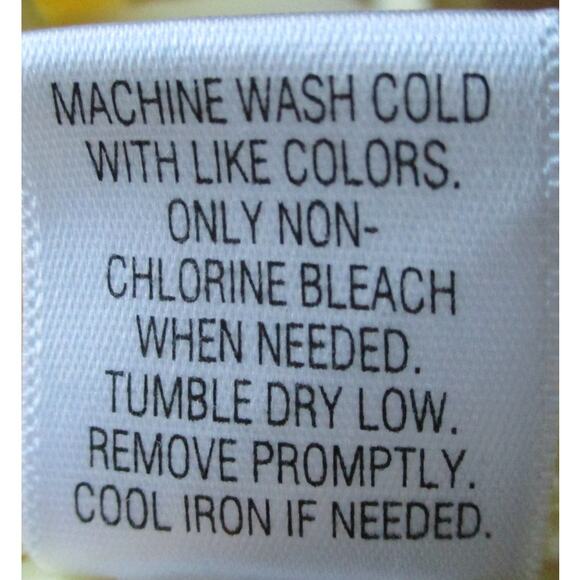 MACHINE WASH COLD
WITH LIKE COLORS.
ONLY NON-
CHLORINE BLEACH
WHEN NEEDED.
TUMBLE DRY LOW.
REMOVE PROMPTLY.
COOL IRON IF NEEDED.